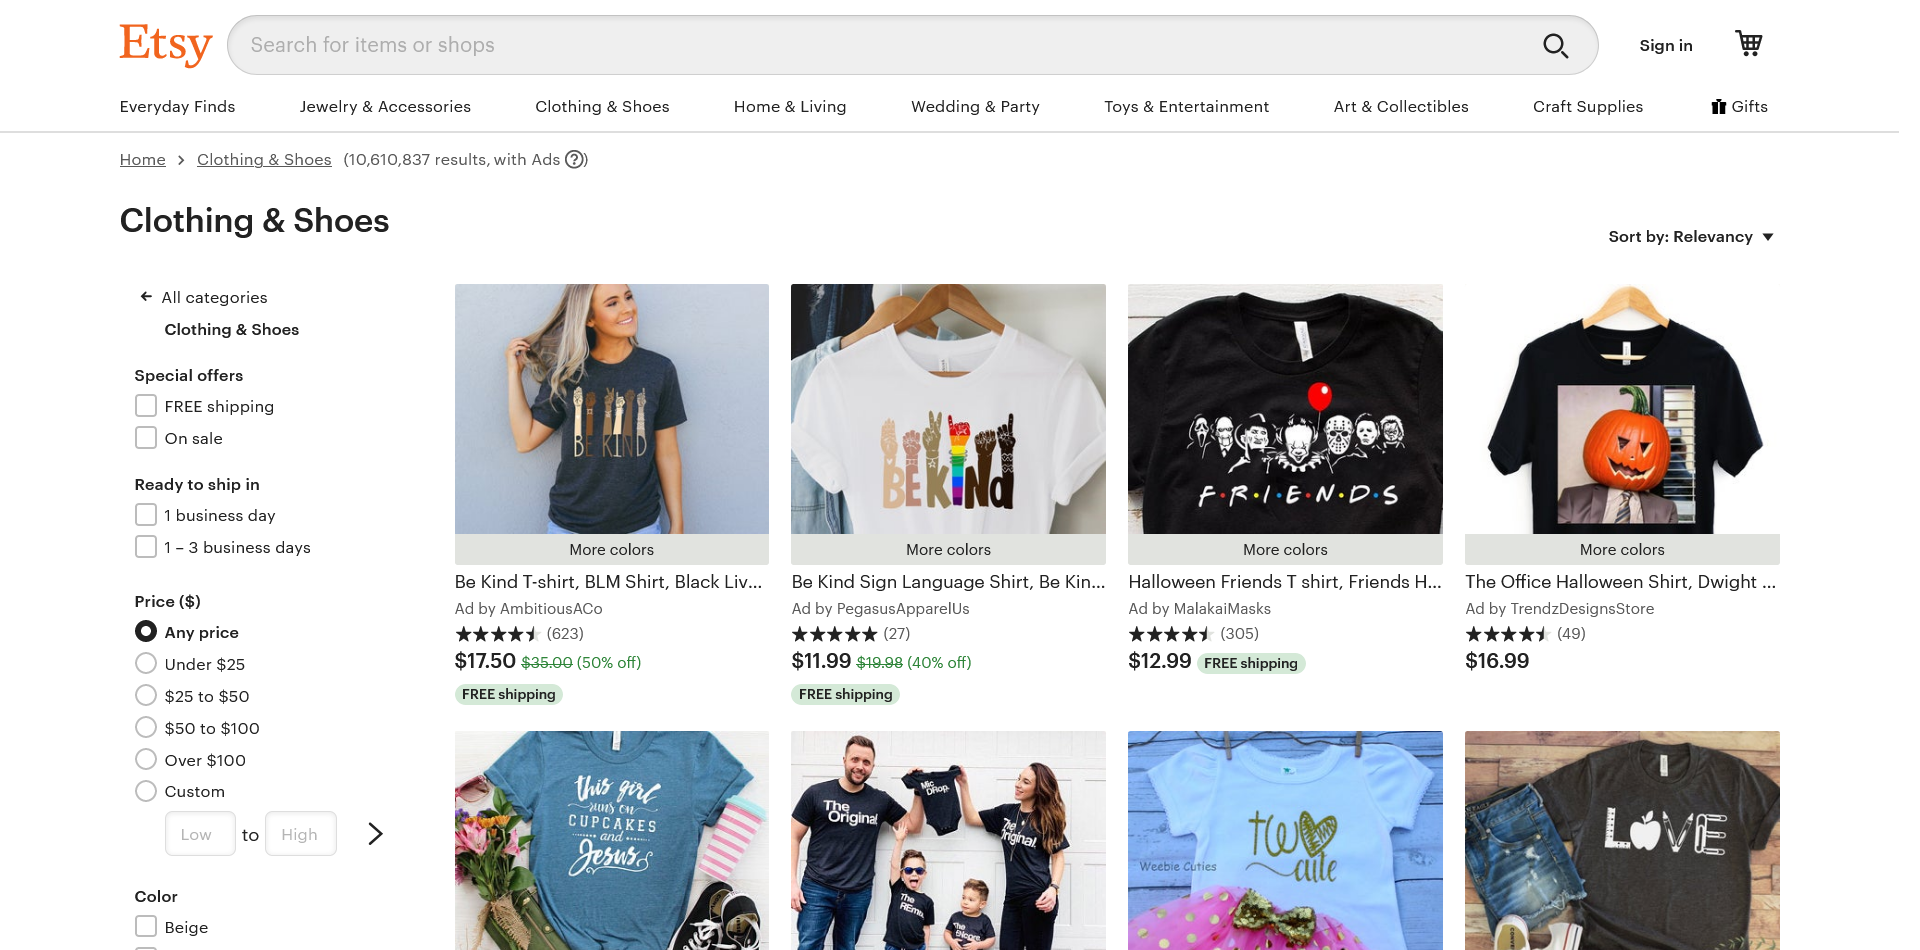 Etsy
Search for items or shops
Sign in
Everyday Finds
Jewelry & Accessories
Clothing & Shoes
Home & Living
Wedding & Party
Toys & Entertainment
Art & Collectibles
Craft Supplies
Gifts
Home
Clothing & Shoes
(10,610,837 results, with Ads ?)
Clothing & Shoes
Sort by: Relevancy
All categories
Clothing & Shoes
Special offers
FREE shipping
On sale
Ready to ship in
1 business day
1 – 3 business days
Price ($)
Any price
Under $25
$25 to $50
$50 to $100
Over $100
Custom
Low to High
Color
Beige
BE KIND
More colors
Be Kind T-shirt, BLM Shirt, Black Liv...
Ad by AmbitiousACo
(623)
$17.50 $35.00 (50% off)
FREE shipping
BE KINd
More colors
Be Kind Sign Language Shirt, Be Kin...
Ad by PegasusApparelUs
(27)
$11.99 $19.98 (40% off)
FREE shipping
F·R·I·E·N·D·S
More colors
Halloween Friends T shirt, Friends H...
Ad by MalakaiMasks
(305)
$12.99 FREE shipping
More colors
The Office Halloween Shirt, Dwight ...
Ad by TrendzDesignsStore
(49)
$16.99
this girl
runs on
CUPCAKES
and
Jesus
The
Original.
Mic
Drop.
The
Original.
The
REmix.
The
two
cute
Weebie Cuties
LOVE